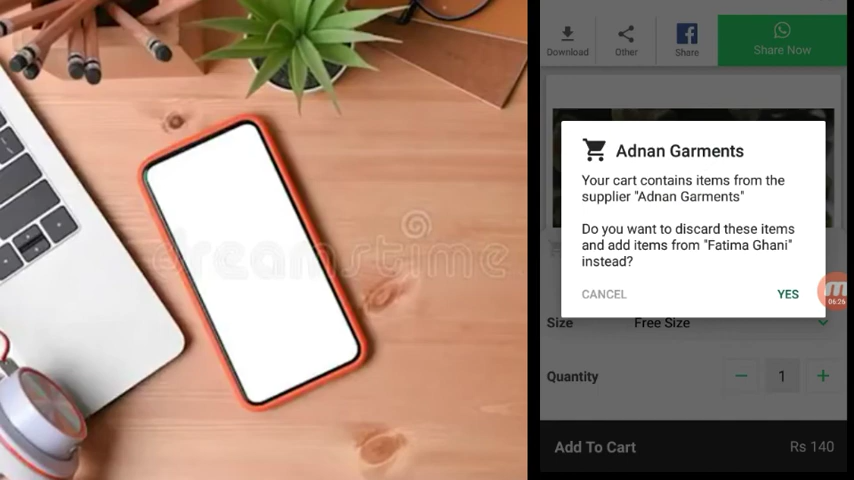 dreamstime
Download
Other
Share
Share Now
Adnan Garments
Your cart contains items from the
supplier "Adnan Garments"
Do you want to discard these items
and add items from "Fatima Ghani"
instead?
CANCEL
YES
06:26
Size
Free Size
Quantity
1
Add To Cart
Rs 140